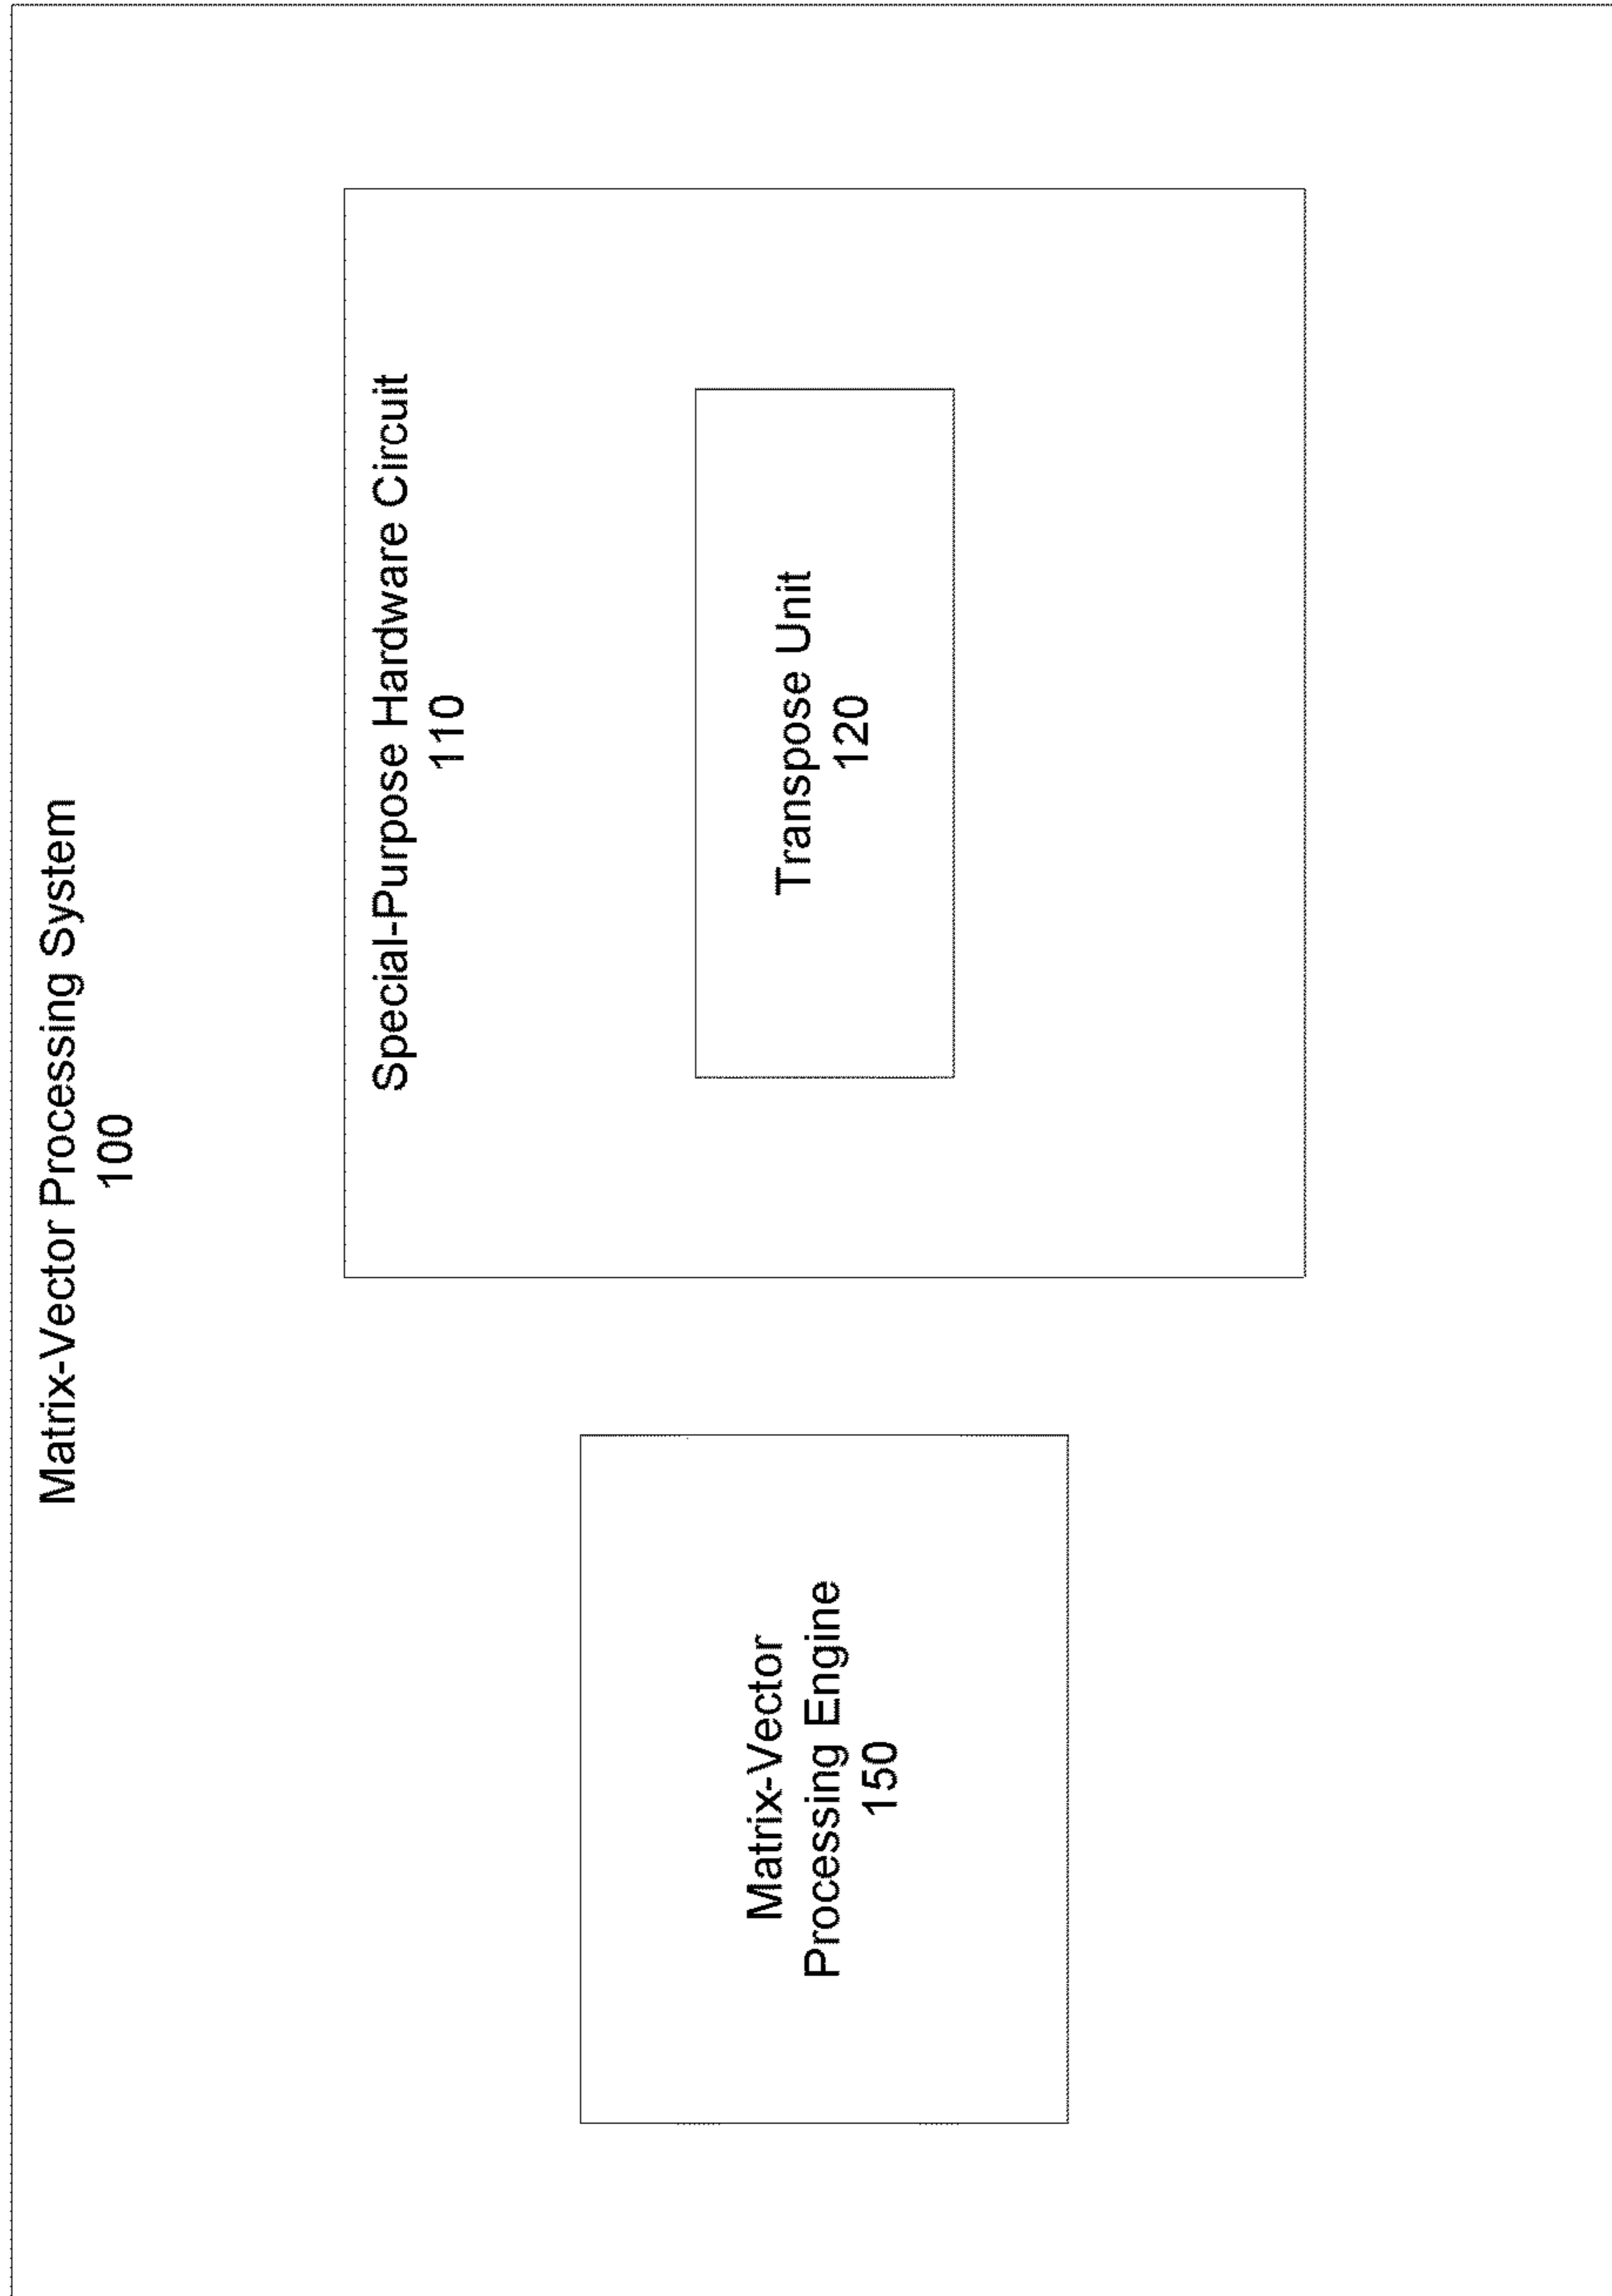 Matrix-Vector Processing System
100
Matrix-Vector
Processing Engine
150
Special-Purpose Hardware Circuit
110
Transpose Unit
120